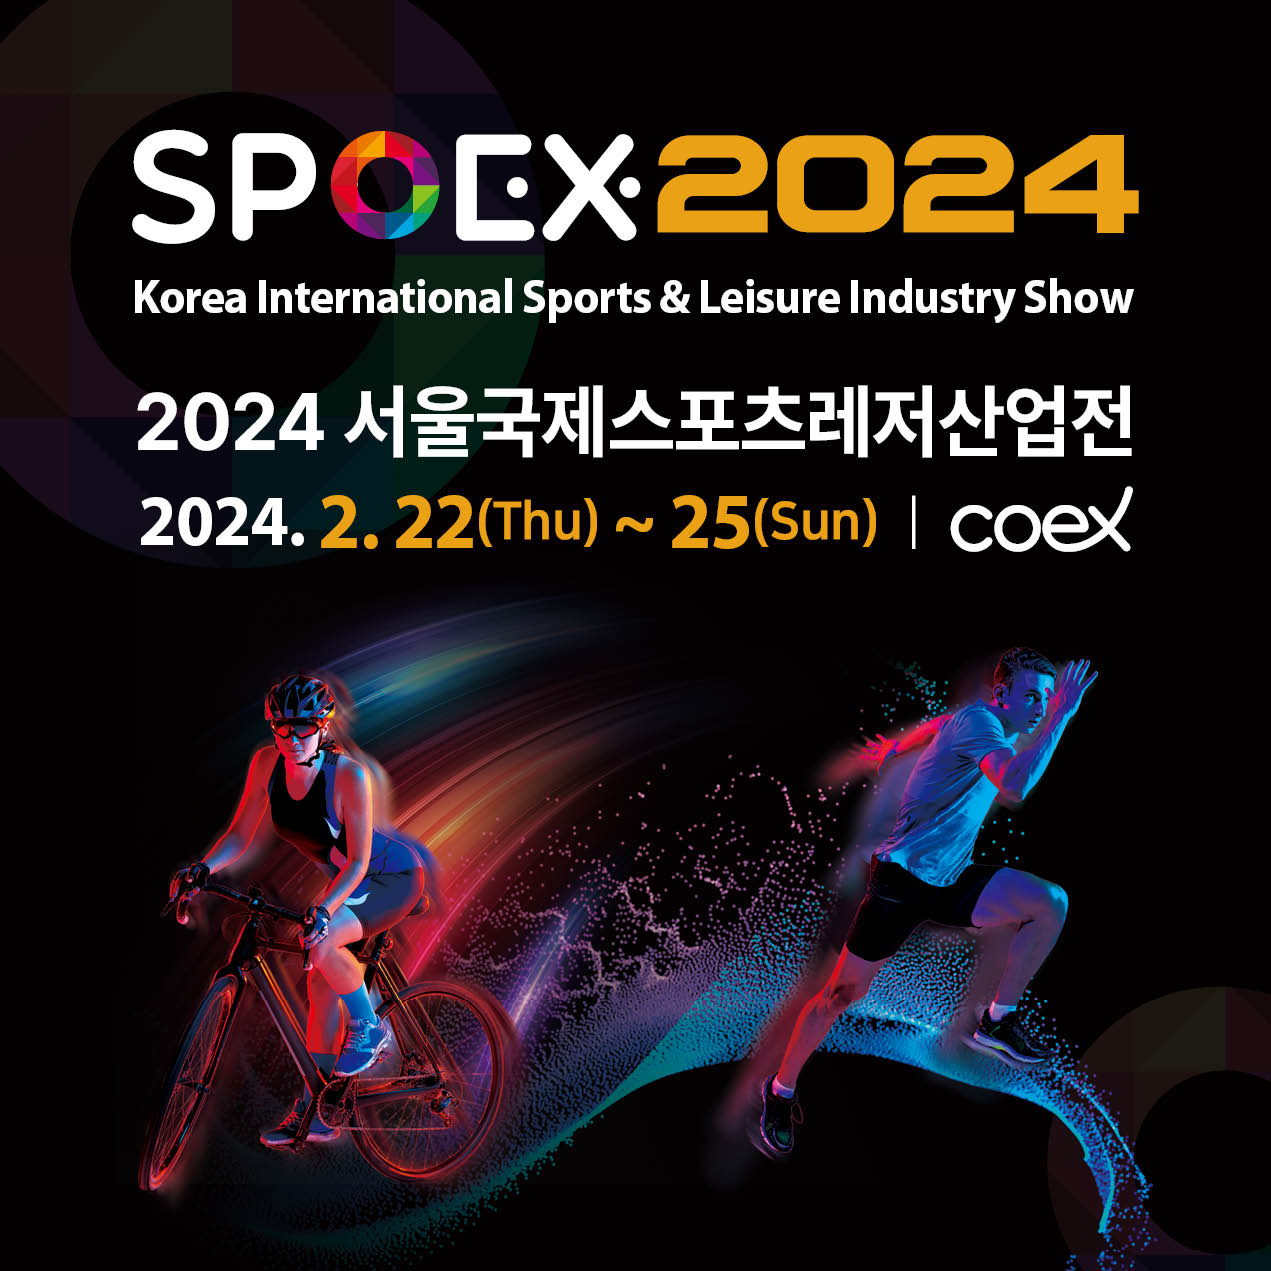 SPOEX 2024
Korea International Sports & Leisure Industry Show
2024 서울국제스포츠레저산업전
2024. 2. 22(Thu) ~ 25(Sun) | coex